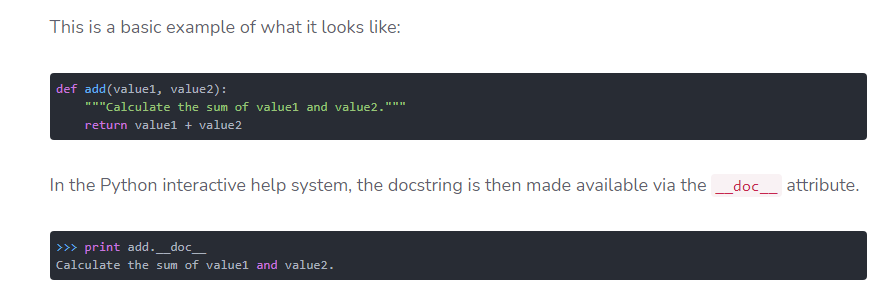 This is a basic example of what it looks like:
def add(value1, value2):
    """Calculate the sum of value1 and value2."""
    return value1 + value2
In the Python interactive help system, the docstring is then made available via the __doc__ attribute.
>>> print add.__doc__
Calculate the sum of value1 and value2.